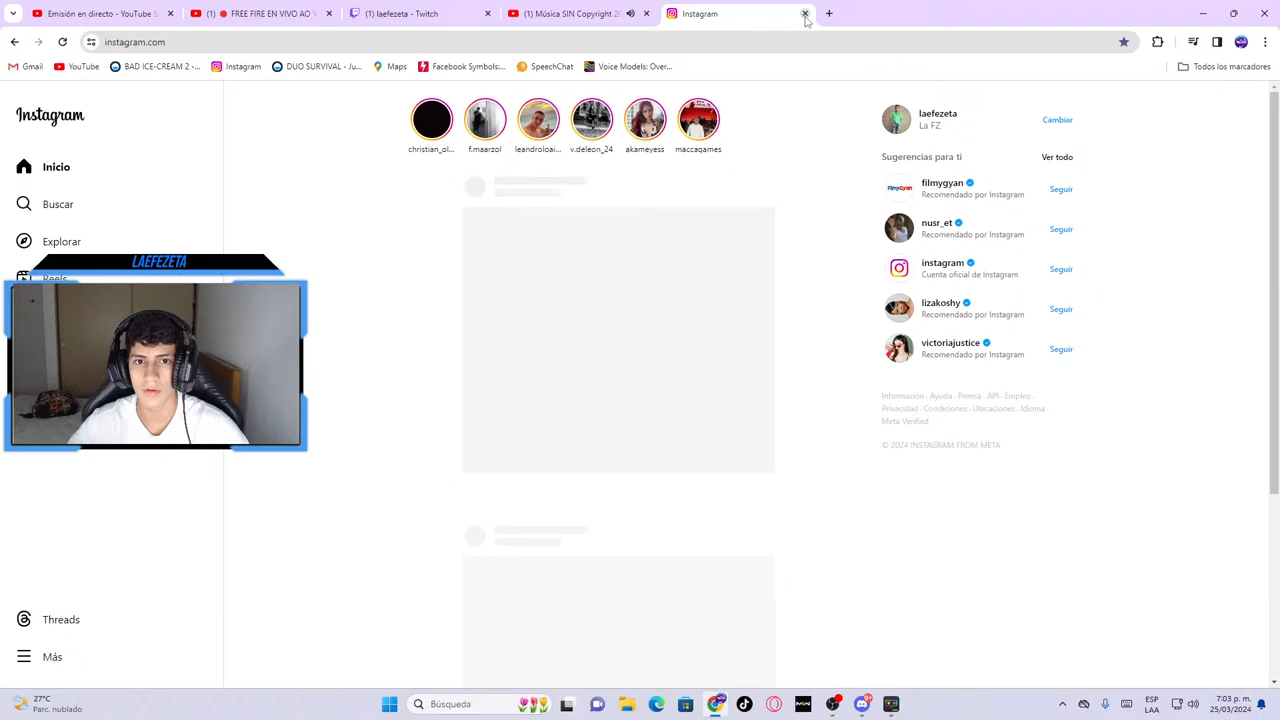 Emisión en directo - YouTube S
(1) 🔴 FREE FIRE EN VIVO AO V
(1) laefezeta - Twitch
(1) Música SIN Copyright 2
Instagram
instagram.com
Gmail
YouTube
BAD ICE-CREAM 2 -...
Instagram
DUO SURVIVAL - Ju...
Maps
Facebook Symbols:...
SpeechChat
Voice Models: Over...
Todos los marcadores
Instagram
Inicio
Buscar
Explorar
Reels
LAEFEZETA
Threads
Más
christian_ol...
f.maarzol
leandroloai...
v.deleon_24
akameyess
maccaqames
laefezeta
La FZ
Cambiar
Sugerencias para ti
Ver todo
filmygyan
Recomendado por Instagram
Seguir
nusr_et
Recomendado por Instagram
Seguir
instagram
Cuenta oficial de Instagram
Seguir
lizakoshy
Recomendado por Instagram
Seguir
victoriajustice
Recomendado por Instagram
Seguir
Información · Ayuda · Prensa · API · Empleo ·
Privacidad · Condiciones · Ubicaciones · Idioma ·
Meta Verified
© 2024 INSTAGRAM FROM META
27°C
Parc. nublado
Búsqueda
ESP
LAA
7:03 p. m.
25/03/2024